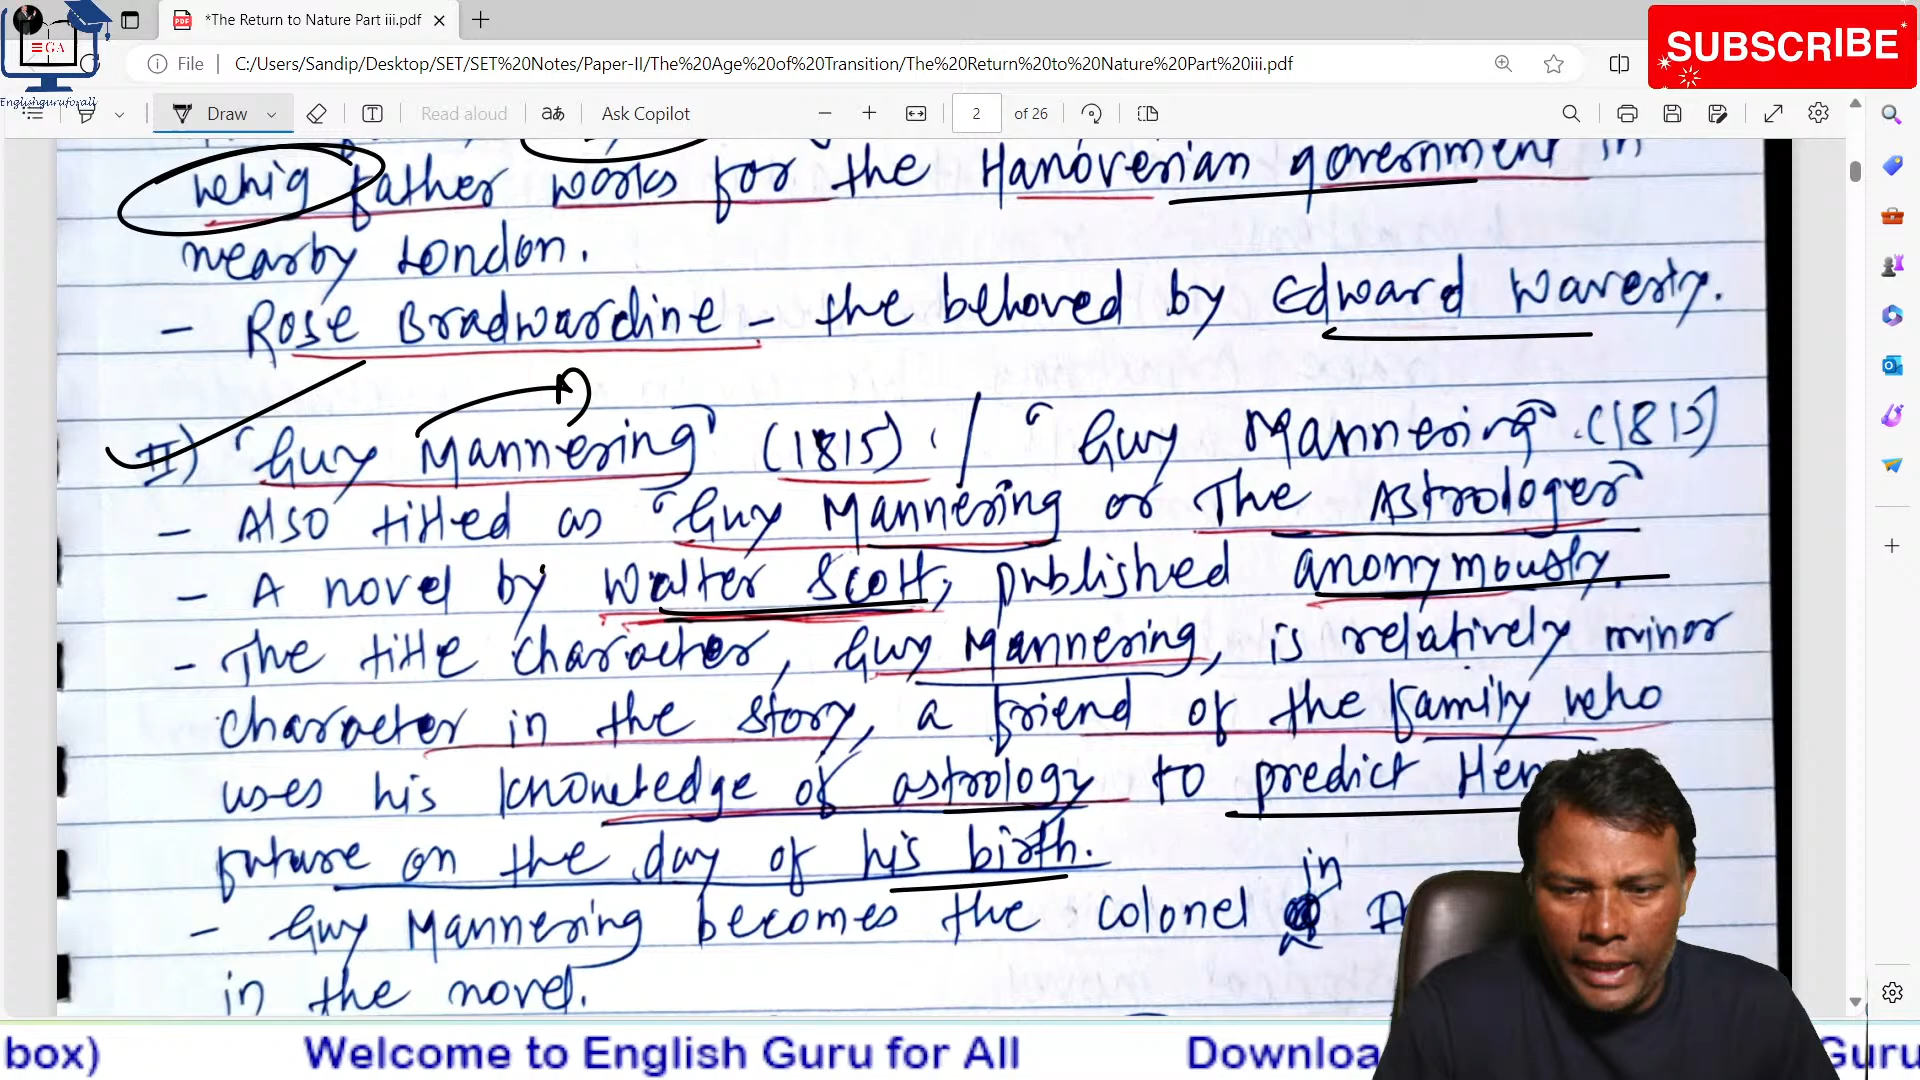 *The Return to Nature Part iii.pdf
SUBSCRIBE
GA
Englishguruforall
File
C:/Users/Sandip/Desktop/SET/SET%20Notes/Paper-II/The%20Age%20of%20Transition/The%20Return%20to%20Nature%20Part%20iii.pdf
Draw
Read aloud
Ask Copilot
2
of 26
whig father works for the Hanoverian government in
nearby London.
- Rose Bradwardine - the beloved by Edward Waverly.
II) "Guy Mannering" (1815). / "Guy Mannering" (1815)
- Also titled as "Guy Mannering or The Astrologer"
- A novel by Walter Scott, published anonymously.
- The title character, Guy Mannering, is relatively minor
character in the story, a friend of the family who
uses his knowledge of astrology to predict
future on the day of his birth.
- Guy Mannering becomes the colonel in
in the novel.
box)
Welcome to English Guru for All